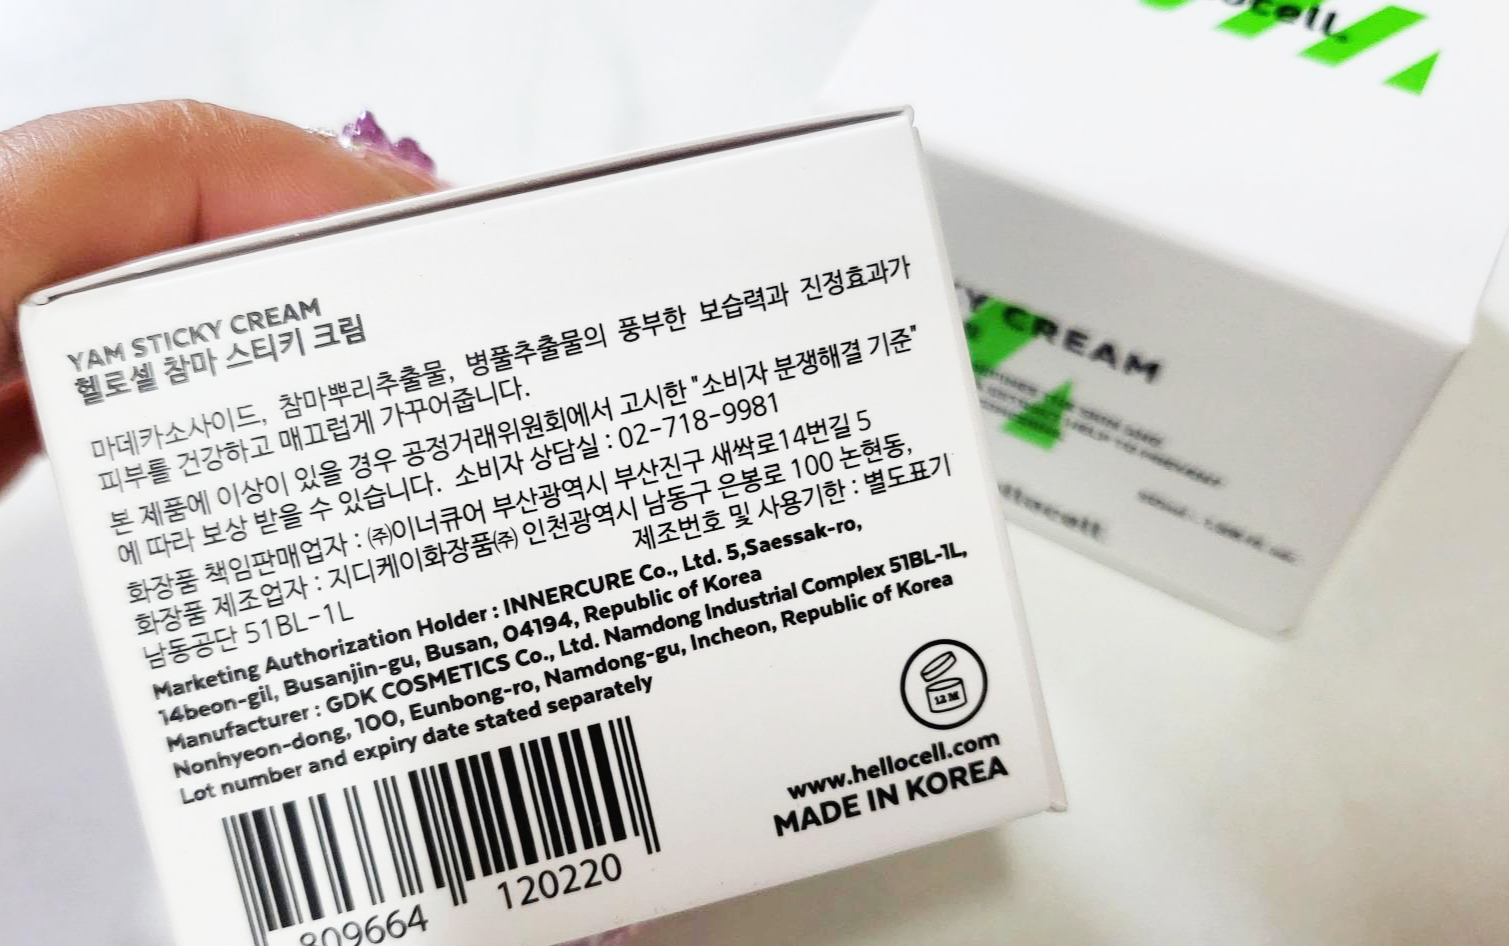 YAM STICKY CREAM
헬로셀 참마 스티키 크림
마데카소사이드, 참마뿌리추출물, 병풀추출물의 풍부한 보습력과 진정효과가
피부를 건강하고 매끄럽게 가꾸어줍니다.
본 제품에 이상이 있을 경우 공정거래위원회에서 고시한 "소비자 분쟁해결 기준"
에 따라 보상 받을 수 있습니다. 소비자 상담실 : 02-718-9981
화장품 책임판매업자 : ㈜이너큐어 부산광역시 부산진구 새싹로14번길 5
화장품 제조업자 : 지디케이화장품㈜ 인천광역시 남동구 은봉로 100 논현동,
남동공단 51BL-1L
제조번호 및 사용기한 : 별도표기
Marketing Authorization Holder : INNERCURE Co., Ltd. 5,Saessak-ro,
14beon-gil, Busanjin-gu, Busan, 04194, Republic of Korea
Manufacturer : GDK COSMETICS Co., Ltd. Namdong Industrial Complex 51BL-1L,
Nonhyeon-dong, 100, Eunbong-ro, Namdong-gu, Incheon, Republic of Korea
Lot number and expiry date stated separately
12M
www.hellocell.com
MADE IN KOREA
809664 120220
CREAM